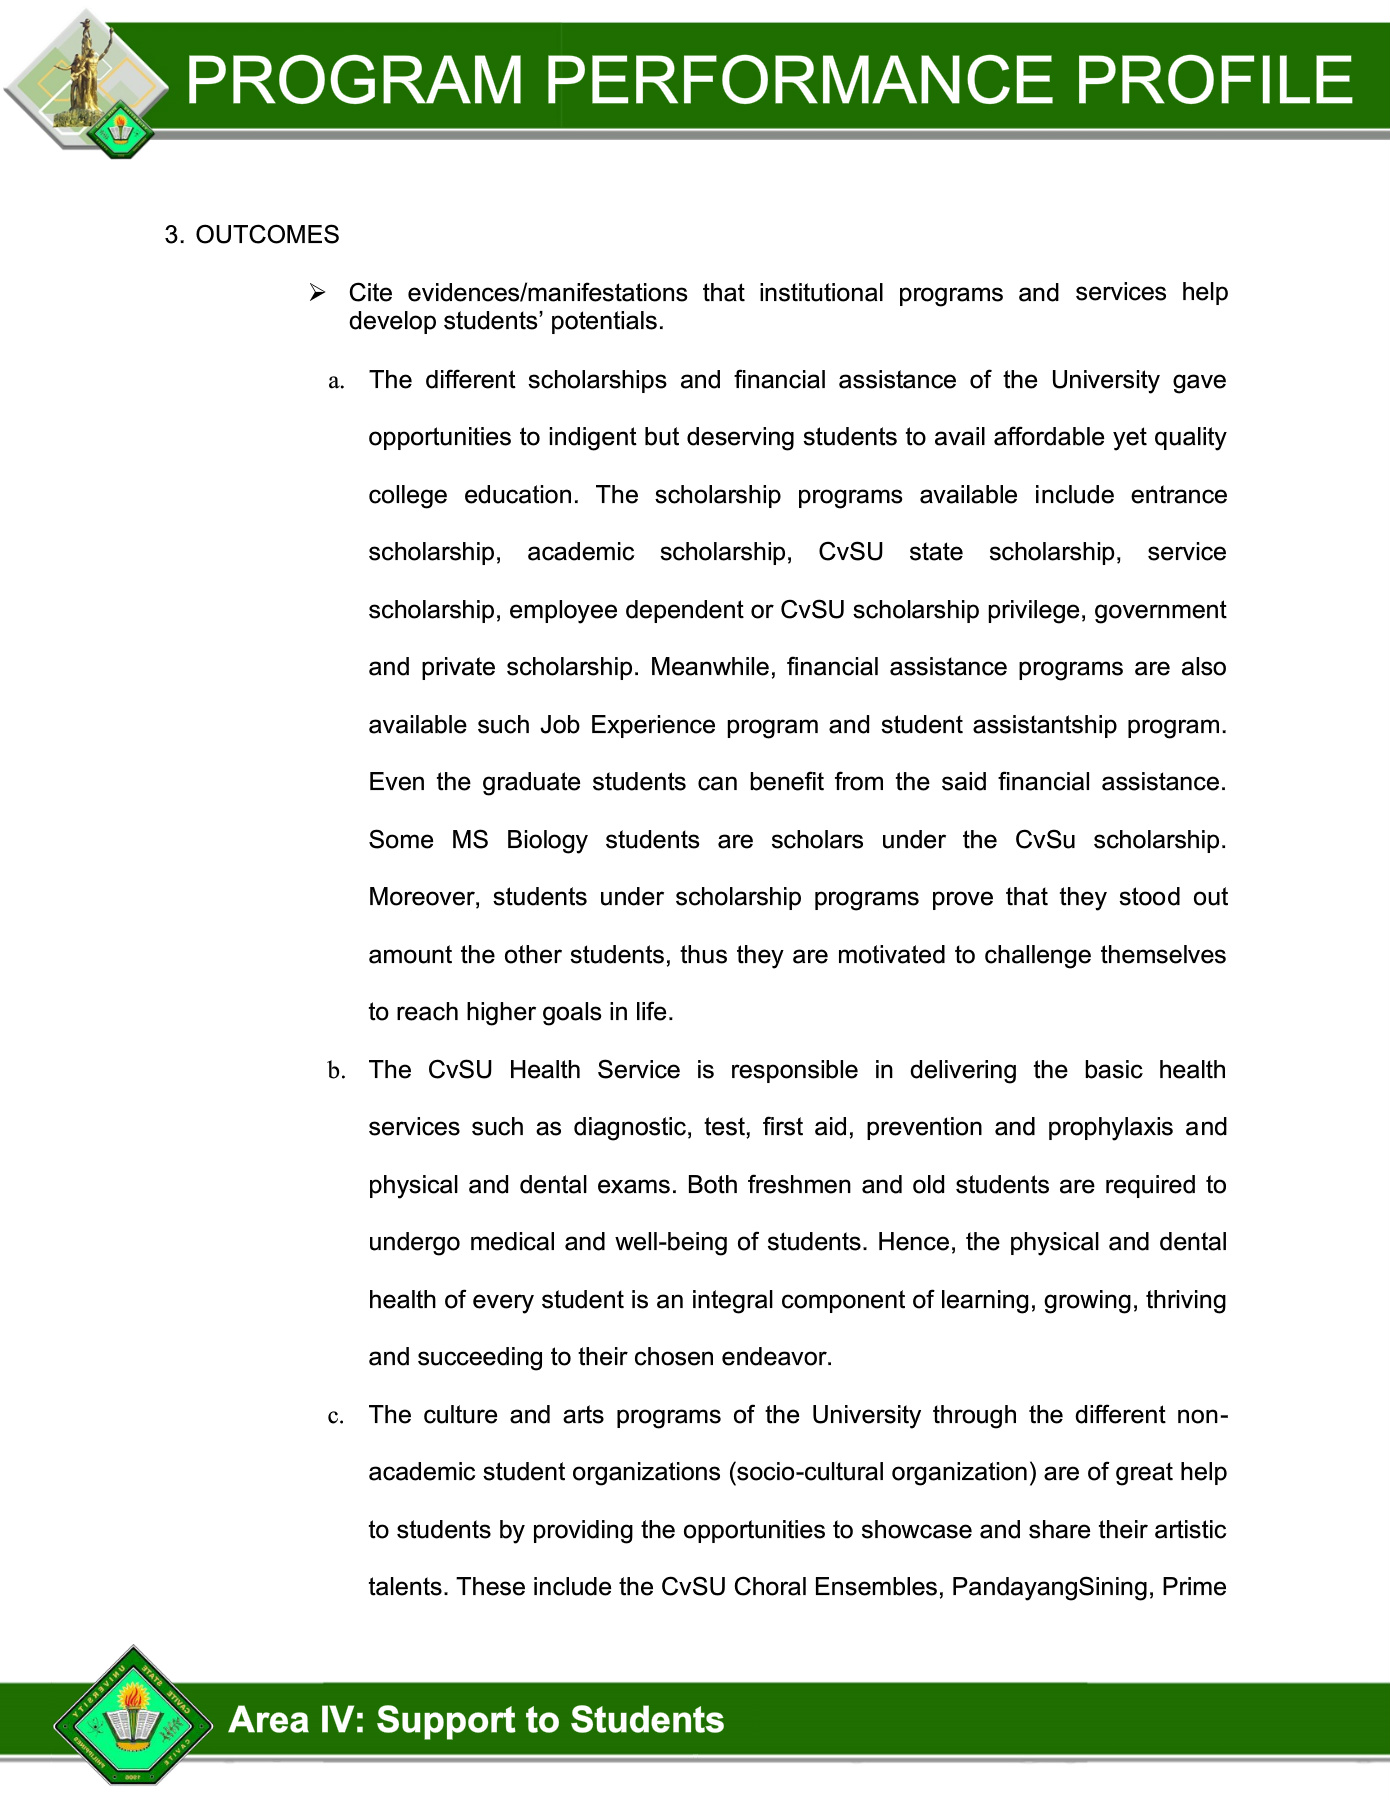 PROGRAM PERFORMANCE PROFILE
3. OUTCOMES
➢ Cite evidences/manifestations that institutional programs and services help
develop students’ potentials.
a. The different scholarships and financial assistance of the University gave
opportunities to indigent but deserving students to avail affordable yet quality
college education. The scholarship programs available include entrance
scholarship, academic scholarship, CvSU state scholarship, service
scholarship, employee dependent or CvSU scholarship privilege, government
and private scholarship. Meanwhile, financial assistance programs are also
available such Job Experience program and student assistantship program.
Even the graduate students can benefit from the said financial assistance.
Some MS Biology students are scholars under the CvSu scholarship.
Moreover, students under scholarship programs prove that they stood out
amount the other students, thus they are motivated to challenge themselves
to reach higher goals in life.
b. The CvSU Health Service is responsible in delivering the basic health
services such as diagnostic, test, first aid, prevention and prophylaxis and
physical and dental exams. Both freshmen and old students are required to
undergo medical and well-being of students. Hence, the physical and dental
health of every student is an integral component of learning, growing, thriving
and succeeding to their chosen endeavor.
c. The culture and arts programs of the University through the different non-
academic student organizations (socio-cultural organization) are of great help
to students by providing the opportunities to showcase and share their artistic
talents. These include the CvSU Choral Ensembles, PandayangSining, Prime
CAVITE STATE UNIVERSITY
CAVITE
PHILIPPINES
Area IV: Support to Students